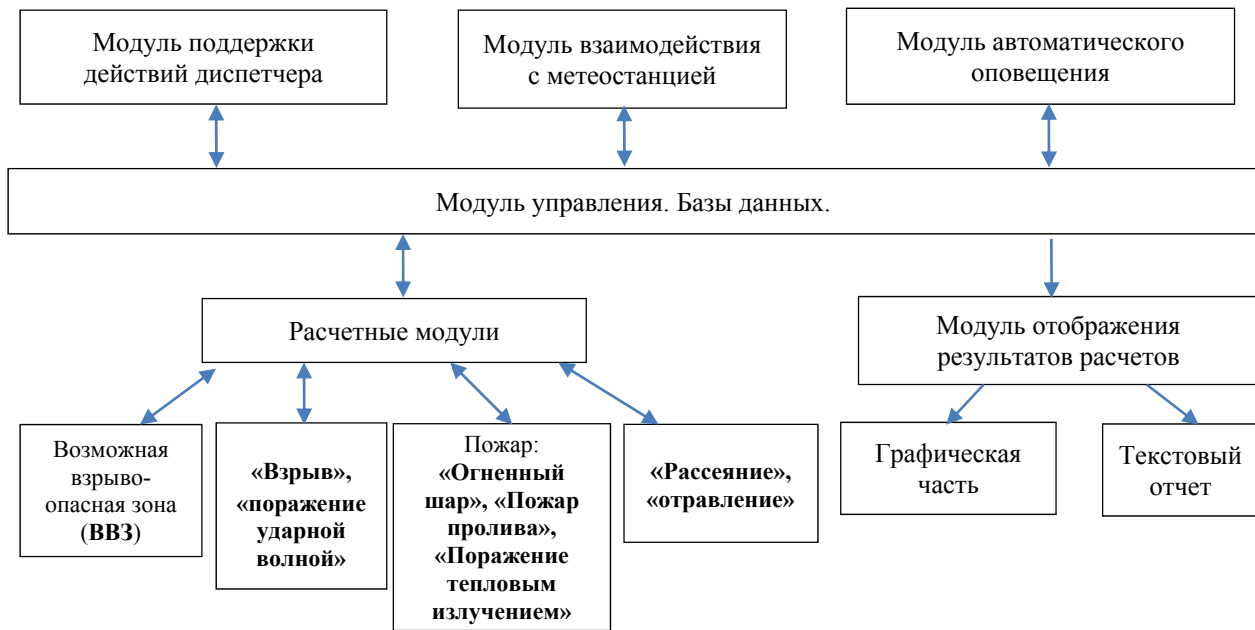 Модуль поддержки
действий диспетчера
Модуль взаимодействия
с метеостанцией
Модуль автоматического
оповещения
Модуль управления. Базы данных.
Расчетные модули
Модуль отображения
результатов расчетов
Возможная
взрыво-
опасная зона
(ВВЗ)
«Взрыв»,
«поражение
ударной
волной»
Пожар:
«Огненный
шар», «Пожар
пролива»,
«Поражение
тепловым
излучением»
«Рассеяние»,
«отравление»
Графическая
часть
Текстовый
отчет